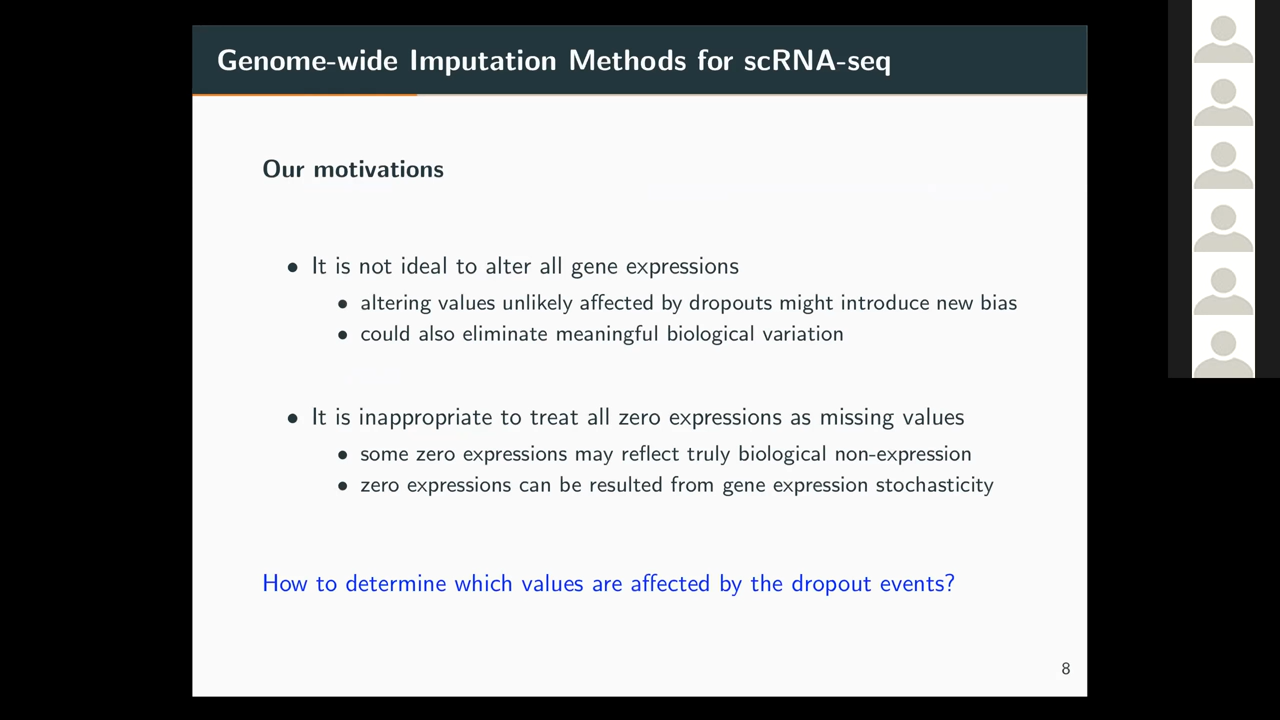 Genome-wide Imputation Methods for scRNA-seq
Our motivations
• It is not ideal to alter all gene expressions
• altering values unlikely affected by dropouts might introduce new bias
• could also eliminate meaningful biological variation
• It is inappropriate to treat all zero expressions as missing values
• some zero expressions may reflect truly biological non-expression
• zero expressions can be resulted from gene expression stochasticity
How to determine which values are affected by the dropout events?
8